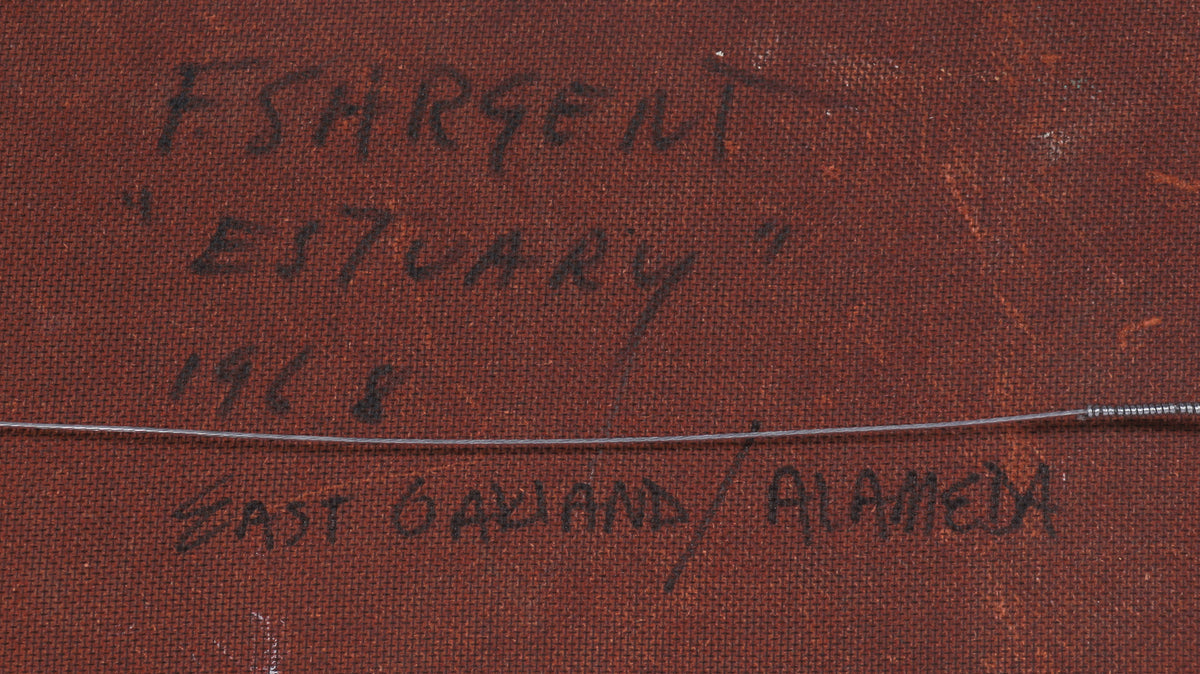 F. SARGENT
"ESTUARY"
1968
EAST OAKLAND/ALAMEDA